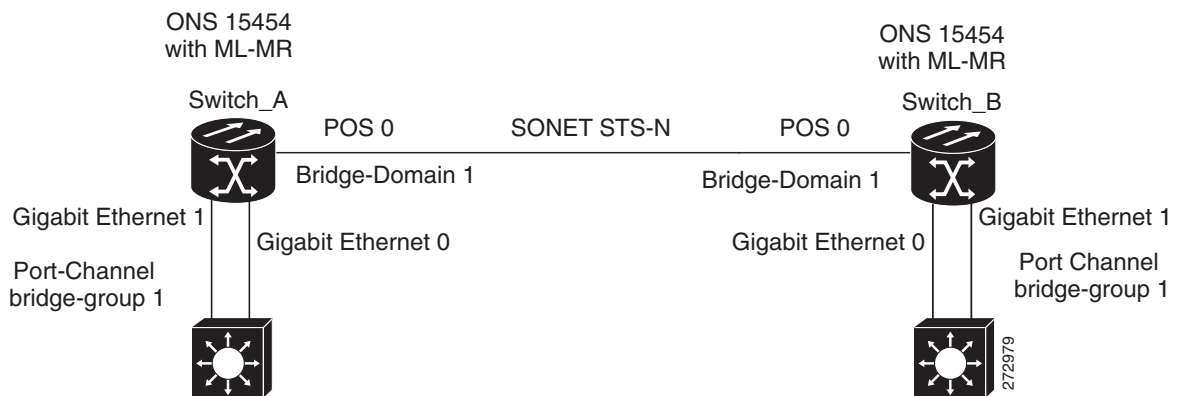 ONS 15454
with ML-MR
Switch_A
ONS 15454
with ML-MR
Switch_B
POS 0
SONET STS-N
POS 0
Bridge-Domain 1
Bridge-Domain 1
Gigabit Ethernet 1
Gigabit Ethernet 0
Gigabit Ethernet 0
Gigabit Ethernet 1
Port-Channel
bridge-group 1
Port Channel
bridge-group 1
272979